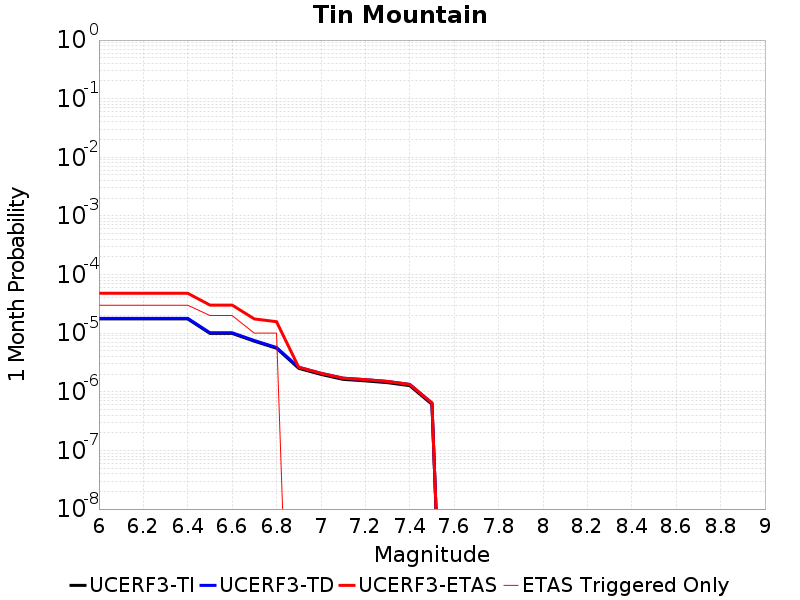 Tin Mountain
10^0
10^-1
10^-2
10^-3
10^-4
10^-5
10^-6
10^-7
10^-8
1 Month Probability
6 6.2 6.4 6.6 6.8 7 7.2 7.4 7.6 7.8 8 8.2 8.4 8.6 8.8 9
Magnitude
UCERF3-TI UCERF3-TD UCERF3-ETAS ETAS Triggered Only